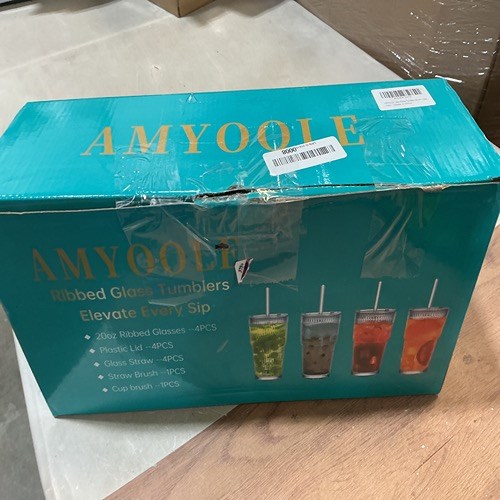 AMYOOLE
AMYOOLE
Ribbed Glass Tumblers
Elevate Every Sip
20oz Ribbed Glasses -4PCS
Plastic Lid -4PCS
Glass Straw -4PCS
Straw Brush -1PCS
Cup brush -1PCS